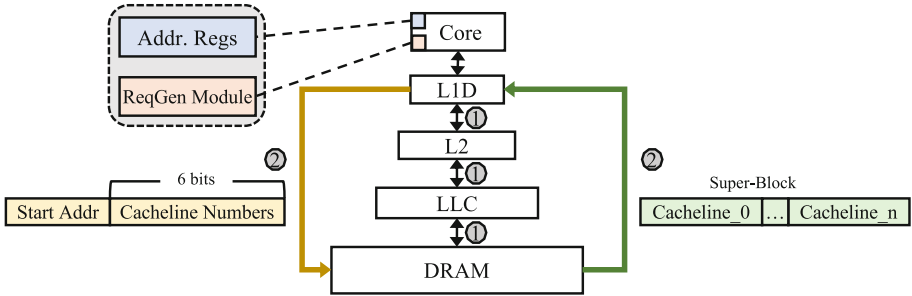 Addr. Regs
ReqGen Module
Core
L1D
1
L2
1
LLC
1
DRAM
2
6 bits
Start Addr Cacheline Numbers
2
Super-Block
Cacheline_0 ... Cacheline_n